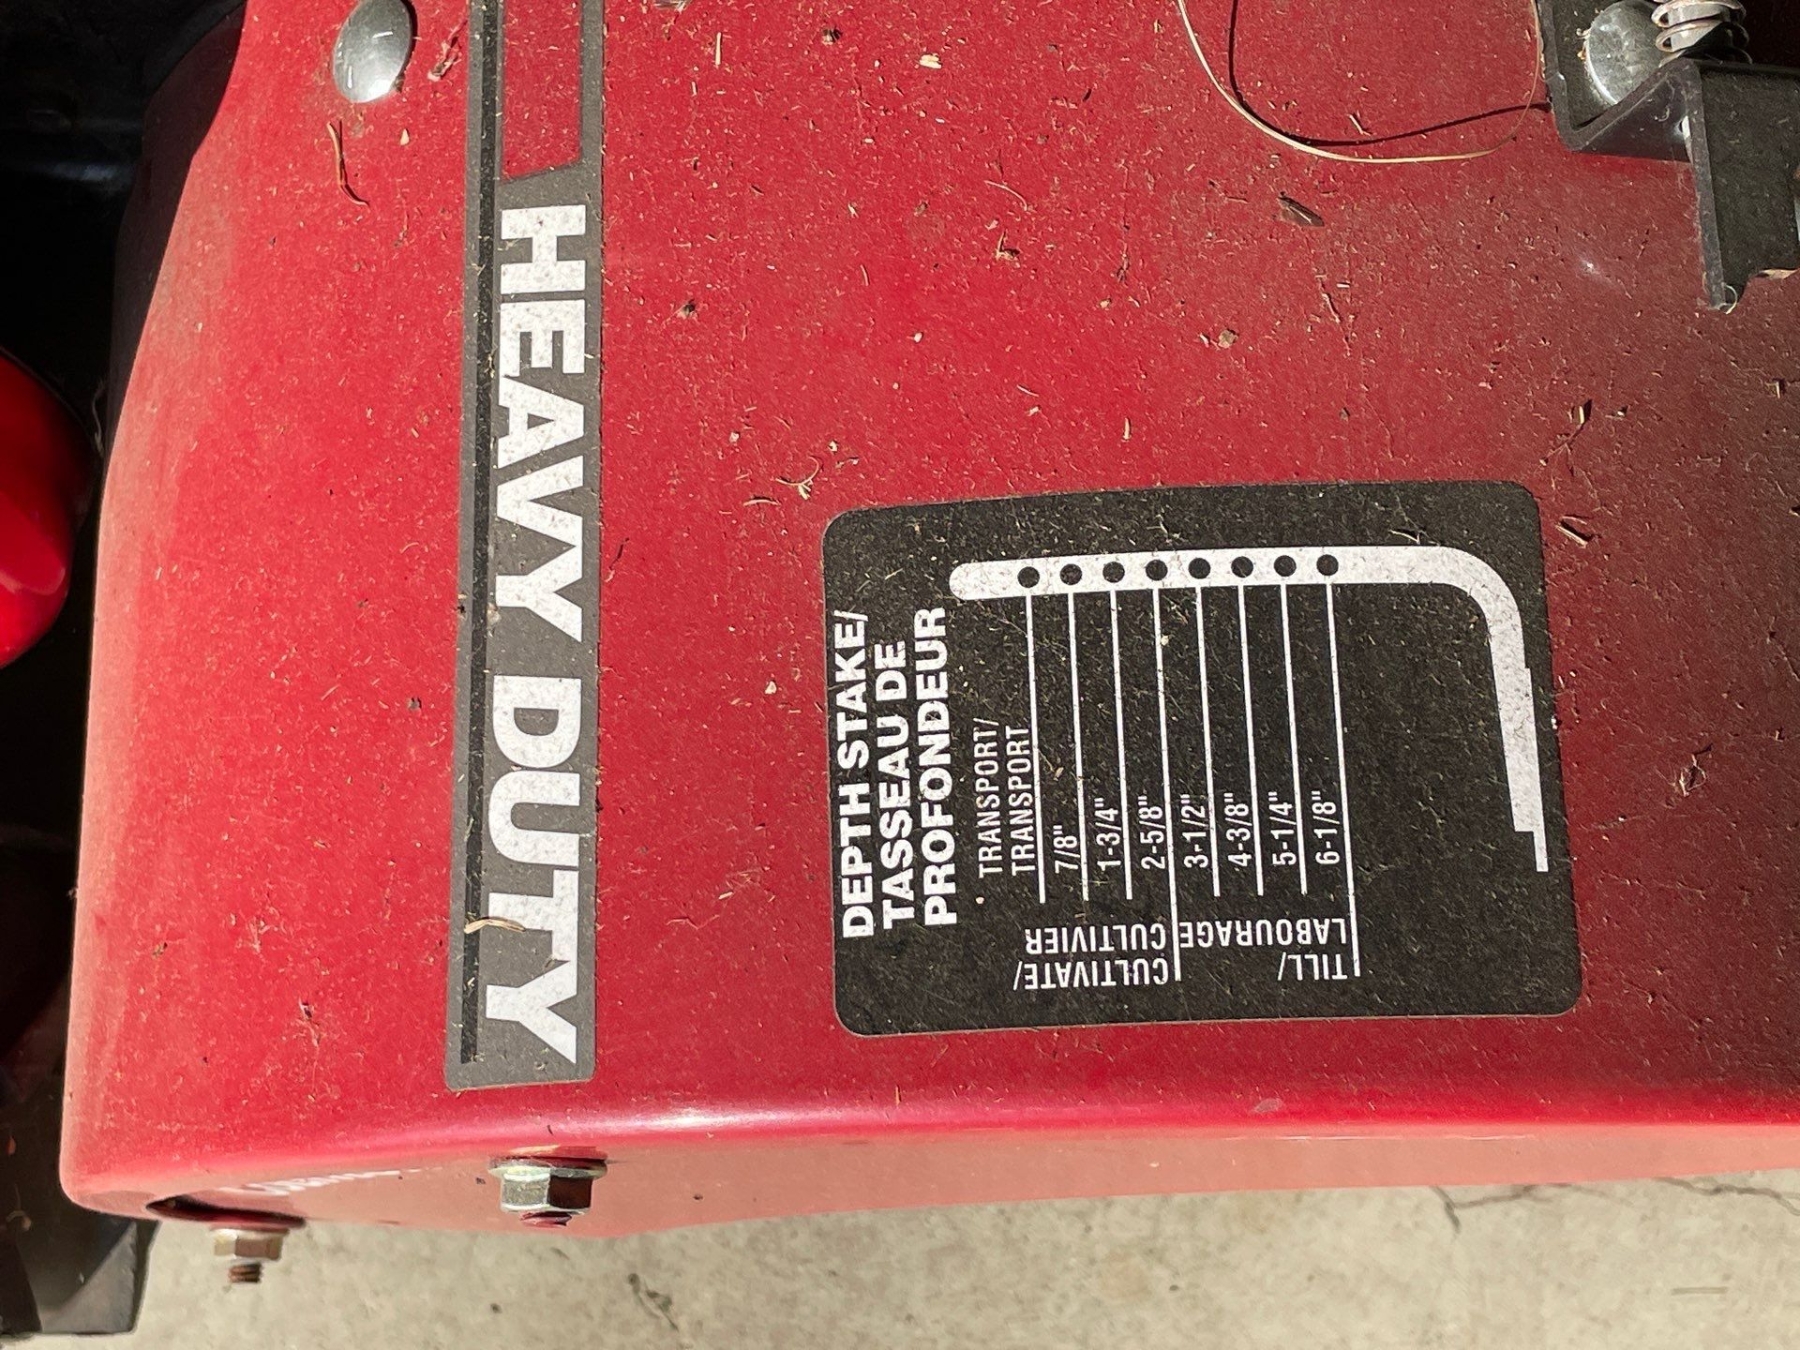 HEAVY DUTY
DEPTH STAKE/
TASSEAU DE
PROFONDEUR
TRANSPORT/
TRANSPORT
7/8"
1-3/4"
2-5/8"
3-1/2"
4-3/8"
5-1/4"
6-1/8"
CULTIVATE/
CULTIVIER
TILL/
LABOURAGE